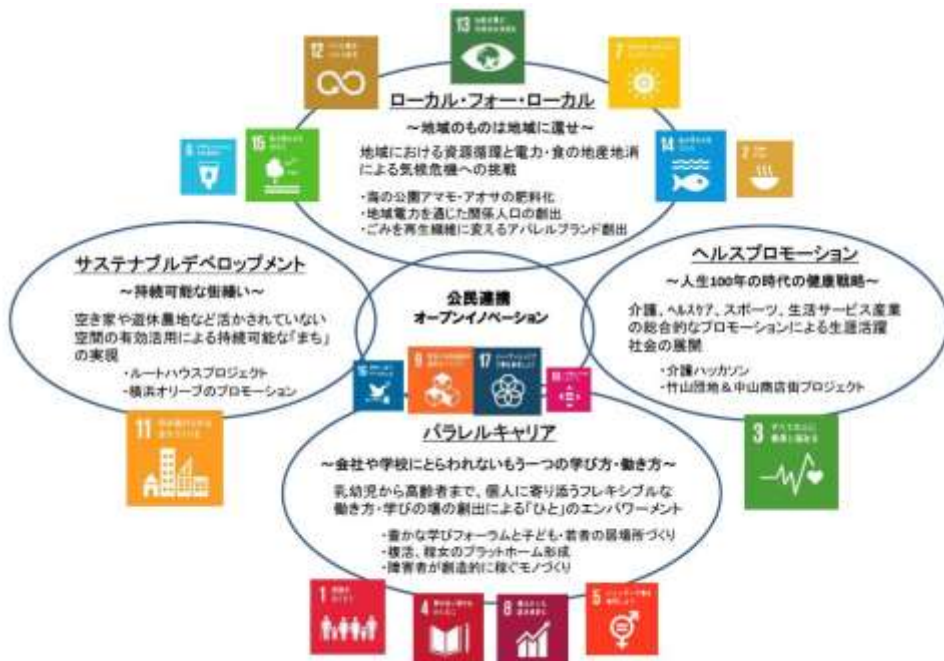 12
13
7
ローカル・フォー・ローカル
～地域のものは地域に還せ～
6
15
14
2
地域における資源循環と電力・食の地産地消
による気候危機への挑戦
・海の公園アマモ・アオサの肥料化
・地域電力を通じた関係人口の創出
・ごみを再生繊維に変えるアパレルブランド創出
サステナブルデベロップメント
～持続可能な街繕い～
空き家や遊休農地など活かされていない
空間の有効活用による持続可能な「まち」
の実現
・ルートハウスプロジェクト
・横浜オリーブのプロモーション
11
公民連携
オープンイノベーション
16
9
17
10
ヘルスプロモーション
～人生100年の時代の健康戦略～
介護、ヘルスケア、スポーツ、生活サービス産業
の総合的なプロモーションによる生涯活躍
社会の展開
・介護ハッカソン
・竹山団地＆中山商店街プロジェクト
3
すべての人に
健康と福祉を
パラレルキャリア
～会社や学校にとらわれないもう一つの学び方・働き方～
乳幼児から高齢者まで、個人に寄り添うフレキシブルな
働き方・学びの場の創出による「ひと」のエンパワーメント
・豊かな学びフォーラムと子ども・若者の居場所づくり
・復活、程女のプラットホーム形成
・障害者が創造的に稼ぐモノづくり
1
4
8
5